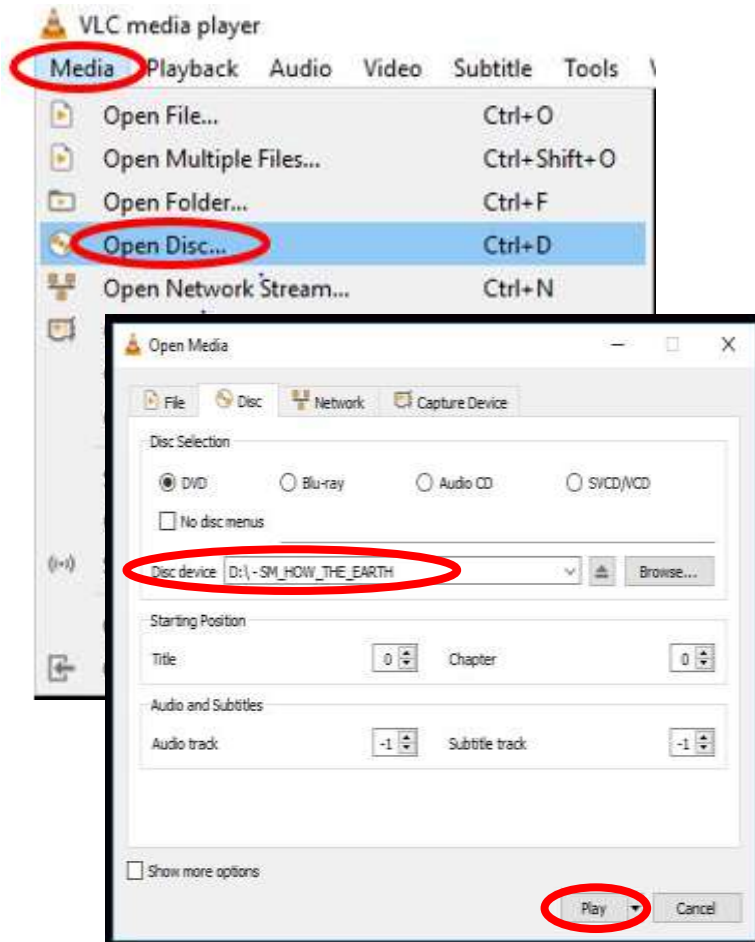 VLC media player
Media Playback Audio Video Subtitle Tools
Open File... Ctrl+O
Open Multiple Files... Ctrl+Shift+O
Open Folder... Ctrl+F
Open Disc... Ctrl+D
Open Network Stream... Ctrl+N
Open Media
File Disc Network Capture Device
Disc Selection
DVD Blu-ray Audio CD SVCD/VCD
No disc menus
Disc device D:\ - SM_HOW_THE_EARTH Browse...
Starting Position
Title 0 Chapter 0
Audio and Subtitles
Audio track -1 Subtitle track -1
Show more options
Play Cancel